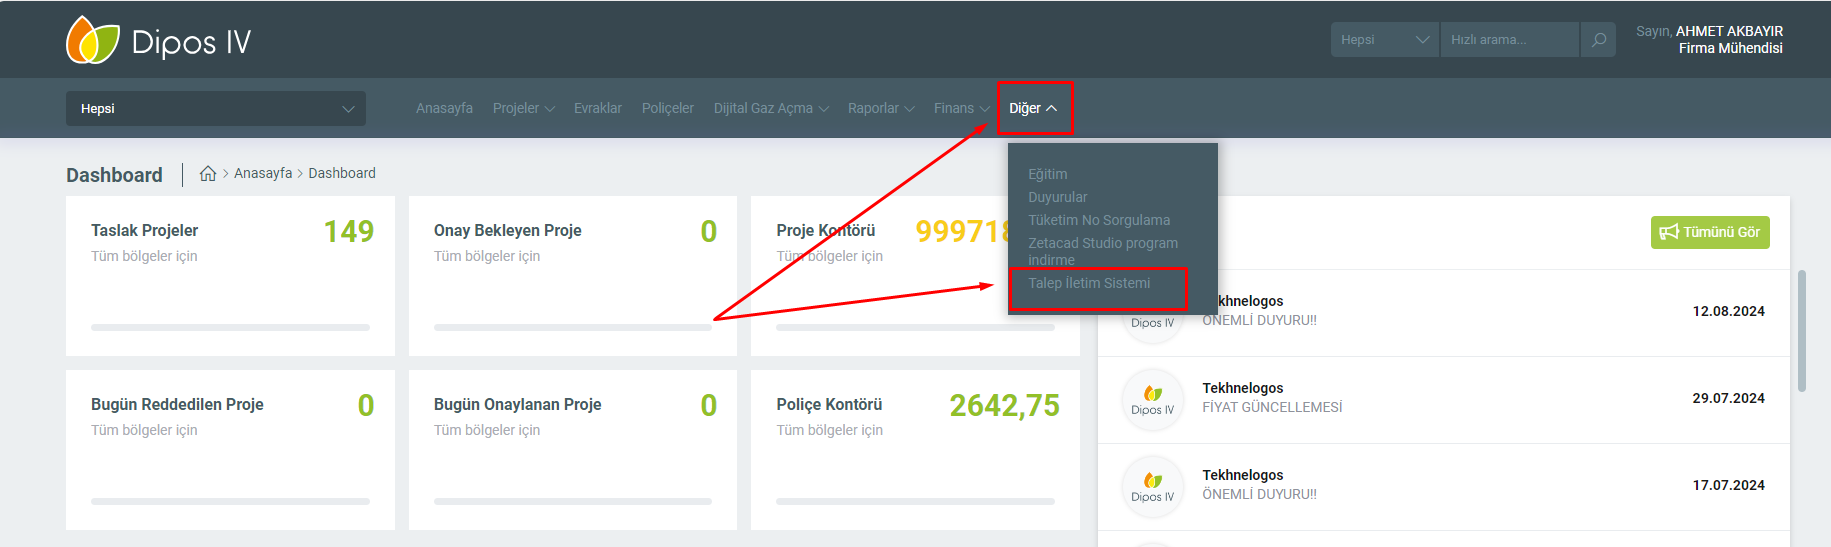 Dipos IV
Hepsi
Hızlı arama...
Sayın, AHMET AKBAYIR
Firma Mühendisi
Hepsi
Anasayfa
Projeler
Evraklar
Poliçeler
Dijital Gaz Açma
Raporlar
Finans
Diğer
Eğitim
Duyurular
Tüketim No Sorgulama
Zetacad Studio program
indirme
Talep İletim Sistemi
Dashboard
Anasayfa > Dashboard
Taslak Projeler
149
Tüm bölgeler için
Onay Bekleyen Proje
0
Tüm bölgeler için
Proje Kontörü
Tüm bölgeler için
Bugün Reddedilen Proje
0
Tüm bölgeler için
Bugün Onaylanan Proje
0
Tüm bölgeler için
Poliçe Kontörü
2642,75
Tüm bölgeler için
Tümünü Gör
khnelogos
ÖNEMLİ DUYURU!!
12.08.2024
Dipos IV
Tekhnelogos
FİYAT GÜNCELLEMESİ
29.07.2024
Dipos IV
Tekhnelogos
ÖNEMLİ DUYURU!!
17.07.2024
Dipos IV